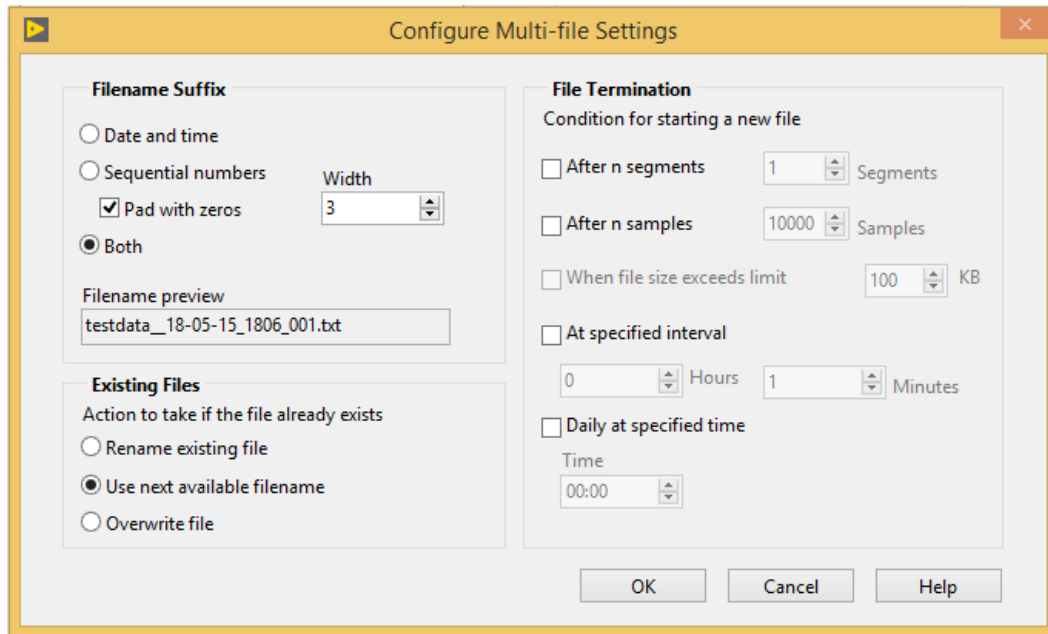 Configure Multi-file Settings
Filename Suffix
Date and time
Sequential numbers
Pad with zeros
Width
3
Both
Filename preview
testdata__18-05-15_1806_001.txt
Existing Files
Action to take if the file already exists
Rename existing file
Use next available filename
Overwrite file
File Termination
Condition for starting a new file
After n segments
1
Segments
After n samples
10000
Samples
When file size exceeds limit
100
KB
At specified interval
0
Hours
1
Minutes
Daily at specified time
Time
00:00
OK
Cancel
Help